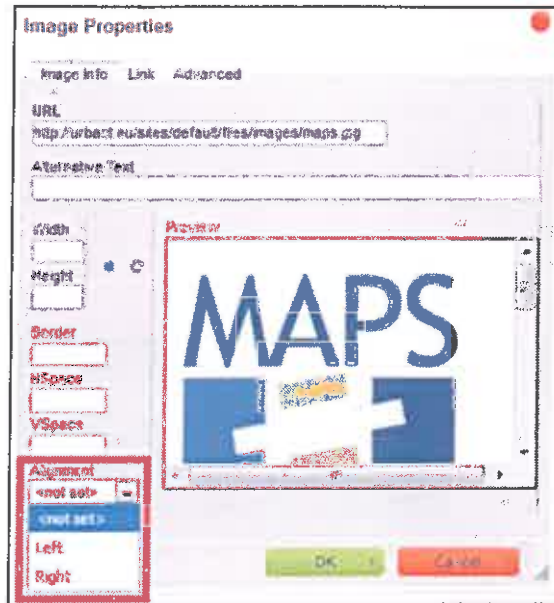 Image Properties
Image Info Link Advanced
URL
http://urbact.eu/sites/default/files/images/maps.jpg
Alternative Text
Width
Preview
Height
MAPS
Border
HSpace
VSpace
Alignment
<not set>
<not set>
Left
Right
OK
Cancel